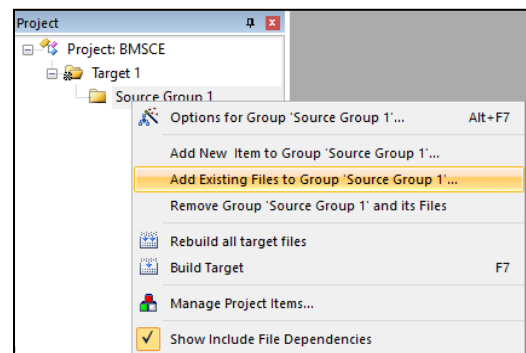 Project
Project: BMSCE
Target 1
Source Group 1
Options for Group 'Source Group 1'... Alt+F7
Add New Item to Group 'Source Group 1'...
Add Existing Files to Group 'Source Group 1'...
Remove Group 'Source Group 1' and its Files
Rebuild all target files
Build Target F7
Manage Project Items...
Show Include File Dependencies